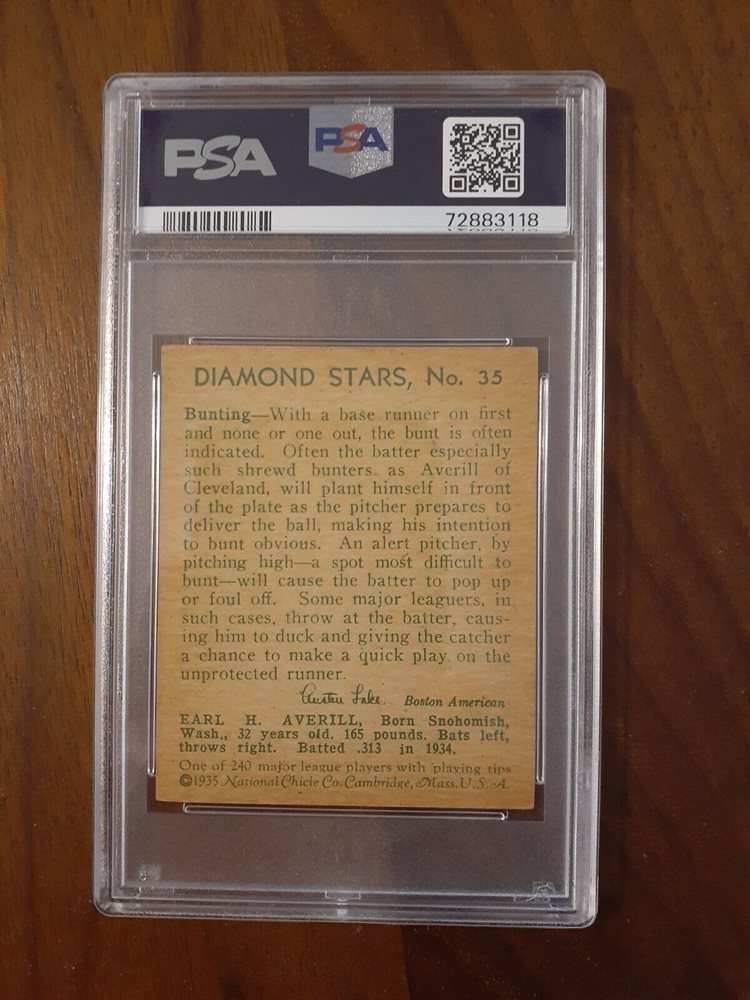 PSA
PSA
72883118
DIAMOND STARS, No. 35
Bunting—With a base runner on first
and none or one out, the bunt is often
indicated. Often the batter especially
such shrewd bunters as Averill of
Cleveland, will plant himself in front
of the plate as the pitcher prepares to
deliver the ball, making his intention
to bunt obvious. An alert pitcher, by
pitching high—a spot most difficult to
bunt—will cause the batter to pop up
or foul off. Some major leaguers, in
such cases, throw at the batter, caus-
ing him to duck and giving the catcher
a chance to make a quick play on the
unprotected runner.
Austen Lake. Boston American
EARL H. AVERILL, Born Snohomish,
Wash., 32 years old. 165 pounds. Bats left,
throws right. Batted .313 in 1934.
One of 240 major league players with playing tips
©1935 National Chicle Co. Cambridge, Mass. U.S.A.